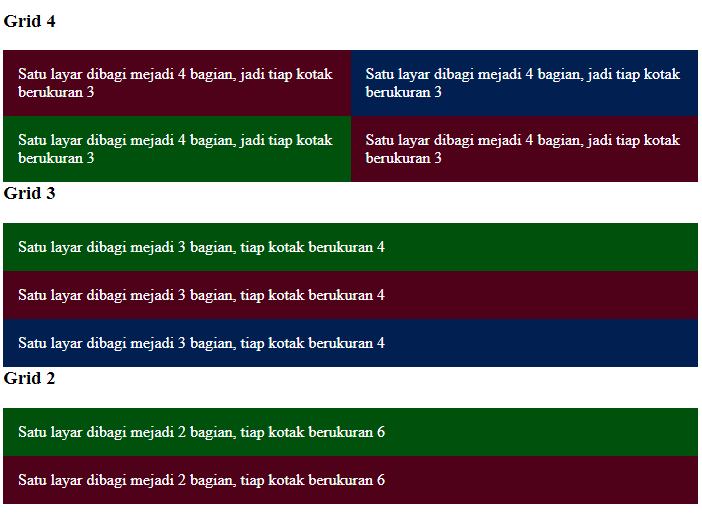 Grid 4
Satu layar dibagi mejadi 4 bagian, jadi tiap kotak
berukuran 3
Satu layar dibagi mejadi 4 bagian, jadi tiap kotak
berukuran 3
Satu layar dibagi mejadi 4 bagian, jadi tiap kotak
berukuran 3
Satu layar dibagi mejadi 4 bagian, jadi tiap kotak
berukuran 3
Grid 3
Satu layar dibagi mejadi 3 bagian, tiap kotak berukuran 4
Satu layar dibagi mejadi 3 bagian, tiap kotak berukuran 4
Satu layar dibagi mejadi 3 bagian, tiap kotak berukuran 4
Grid 2
Satu layar dibagi mejadi 2 bagian, tiap kotak berukuran 6
Satu layar dibagi mejadi 2 bagian, tiap kotak berukuran 6